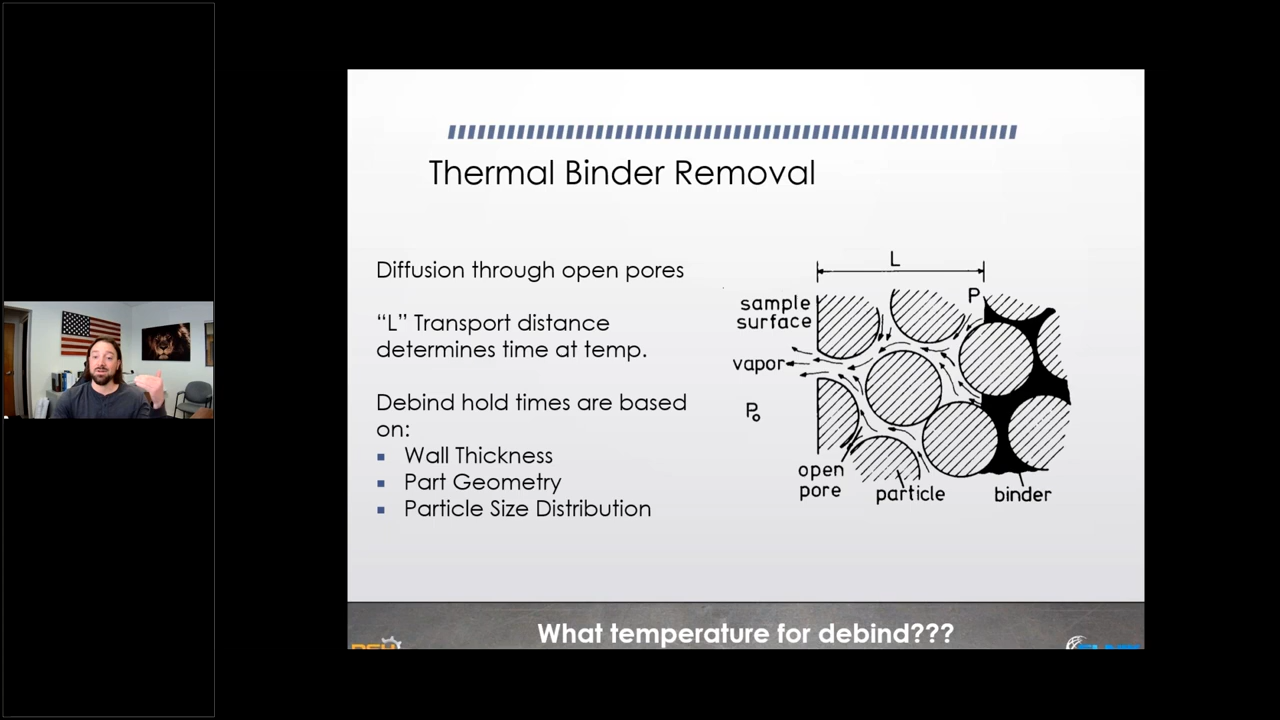 Thermal Binder Removal
Diffusion through open pores
“L” Transport distance
determines time at temp.
Debind hold times are based
on:
Wall Thickness
Part Geometry
Particle Size Distribution
L
P
sample
surface
vapor
Po
open
pore
particle
binder
What temperature for debind???